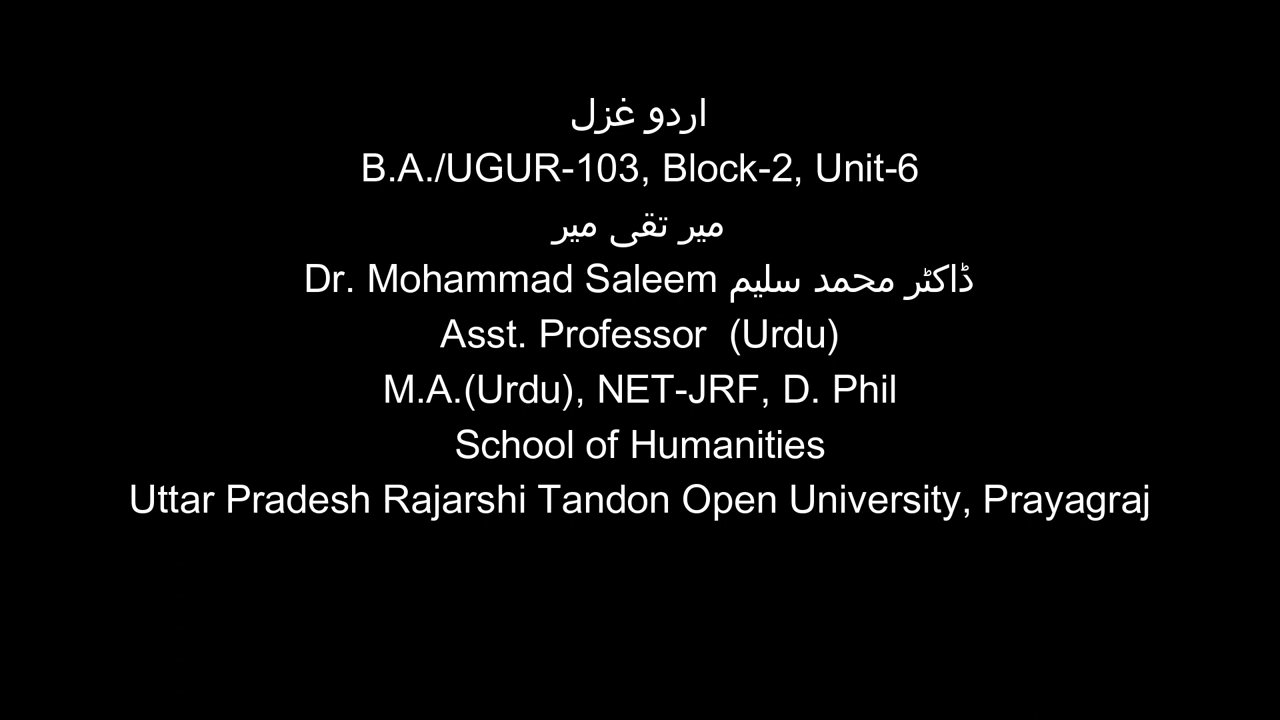 اردو غزل
B.A./UGUR-103, Block-2, Unit-6
میر تقی میر
Dr. Mohammad Saleem ڈاکٹر محمد سلیم
Asst. Professor (Urdu)
M.A.(Urdu), NET-JRF, D. Phil
School of Humanities
Uttar Pradesh Rajarshi Tandon Open University, Prayagraj